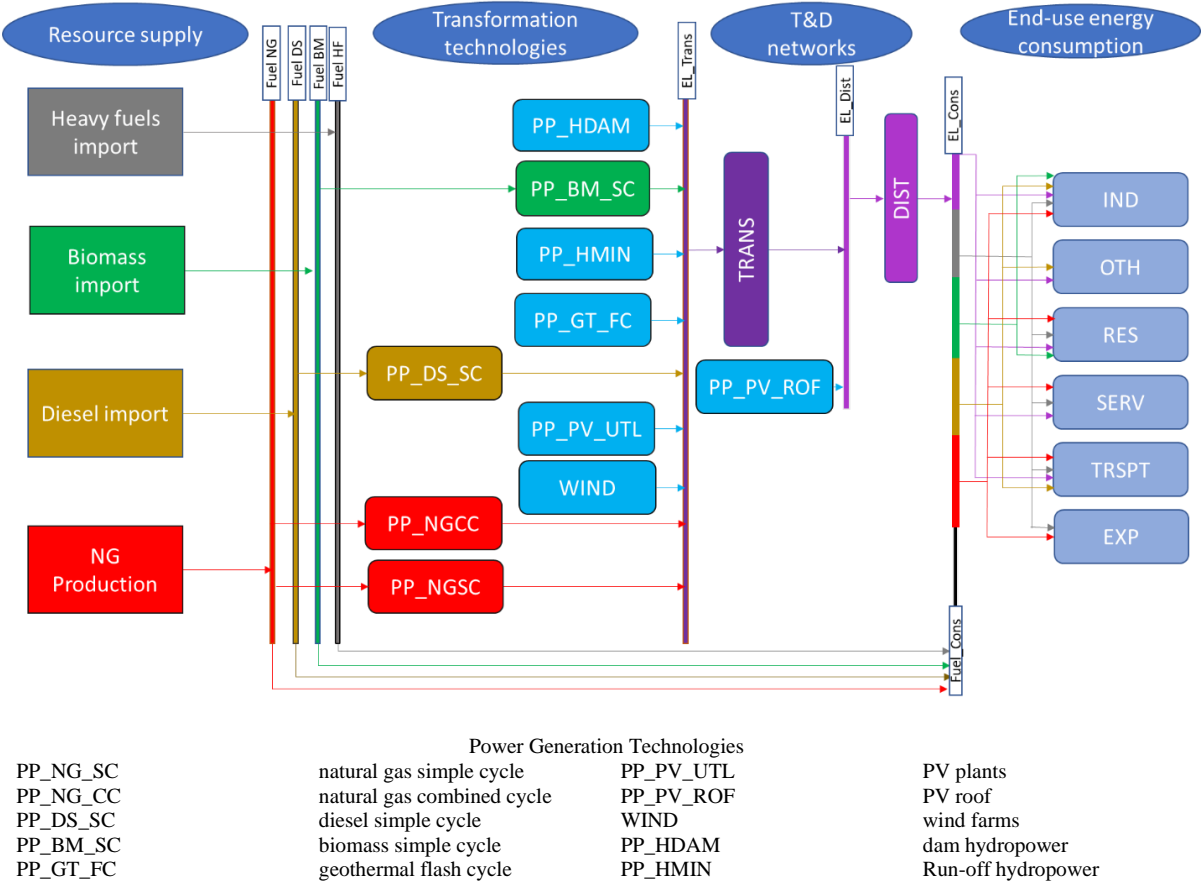 Resource supply
Transformation
technologies
T&D
networks
End-use energy
consumption
Fuel NG
Fuel DS
Fuel BM
Fuel HF
EL_Trans
EL_Dist
EL_Cons
Heavy fuels
import
Biomass
import
Diesel import
NG
Production
PP_HDAM
PP_BM_SC
PP_HMIN
PP_GT_FC
PP_DS_SC
PP_PV_UTL
WIND
PP_NGCC
PP_NGSC
TRANS
PP_PV_ROF
DIST
IND
OTH
RES
SERV
TRSPT
EXP
Fuel_Cons
Power Generation Technologies
PP_NG_SC natural gas simple cycle PP_PV_UTL PV plants
PP_NG_CC natural gas combined cycle PP_PV_ROF PV roof
PP_DS_SC diesel simple cycle WIND wind farms
PP_BM_SC biomass simple cycle PP_HDAM dam hydropower
PP_GT_FC geothermal flash cycle PP_HMIN Run-off hydropower